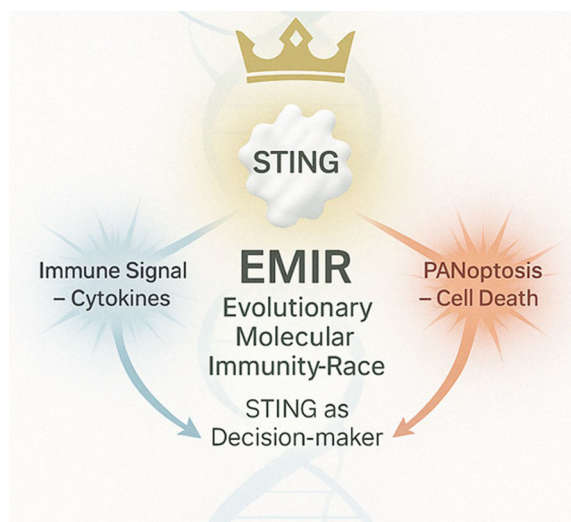 STING
Immune Signal
– Cytokines
EMIR
Evolutionary
Molecular
Immunity-Race
PANoptosis
– Cell Death
STING as
Decision-maker